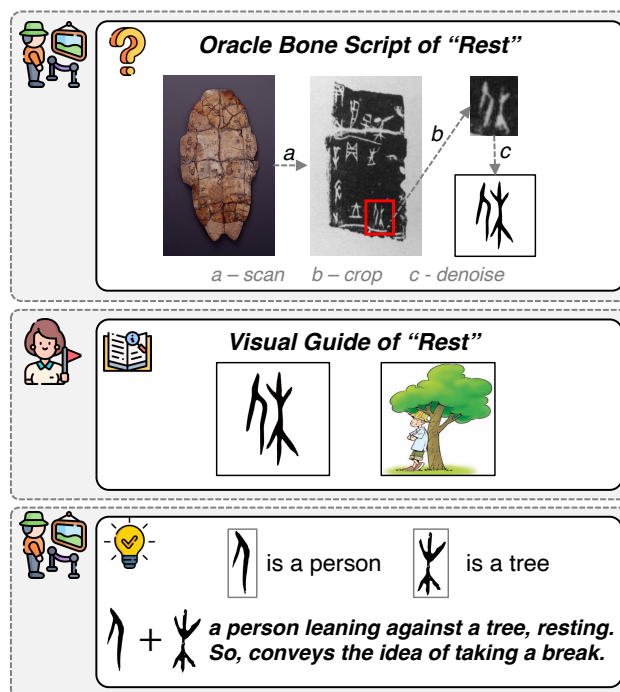 Oracle Bone Script of “Rest”
a
b
c
a – scan b – crop c - denoise
Visual Guide of “Rest”
is a person is a tree
+ a person leaning against a tree, resting.
So, conveys the idea of taking a break.